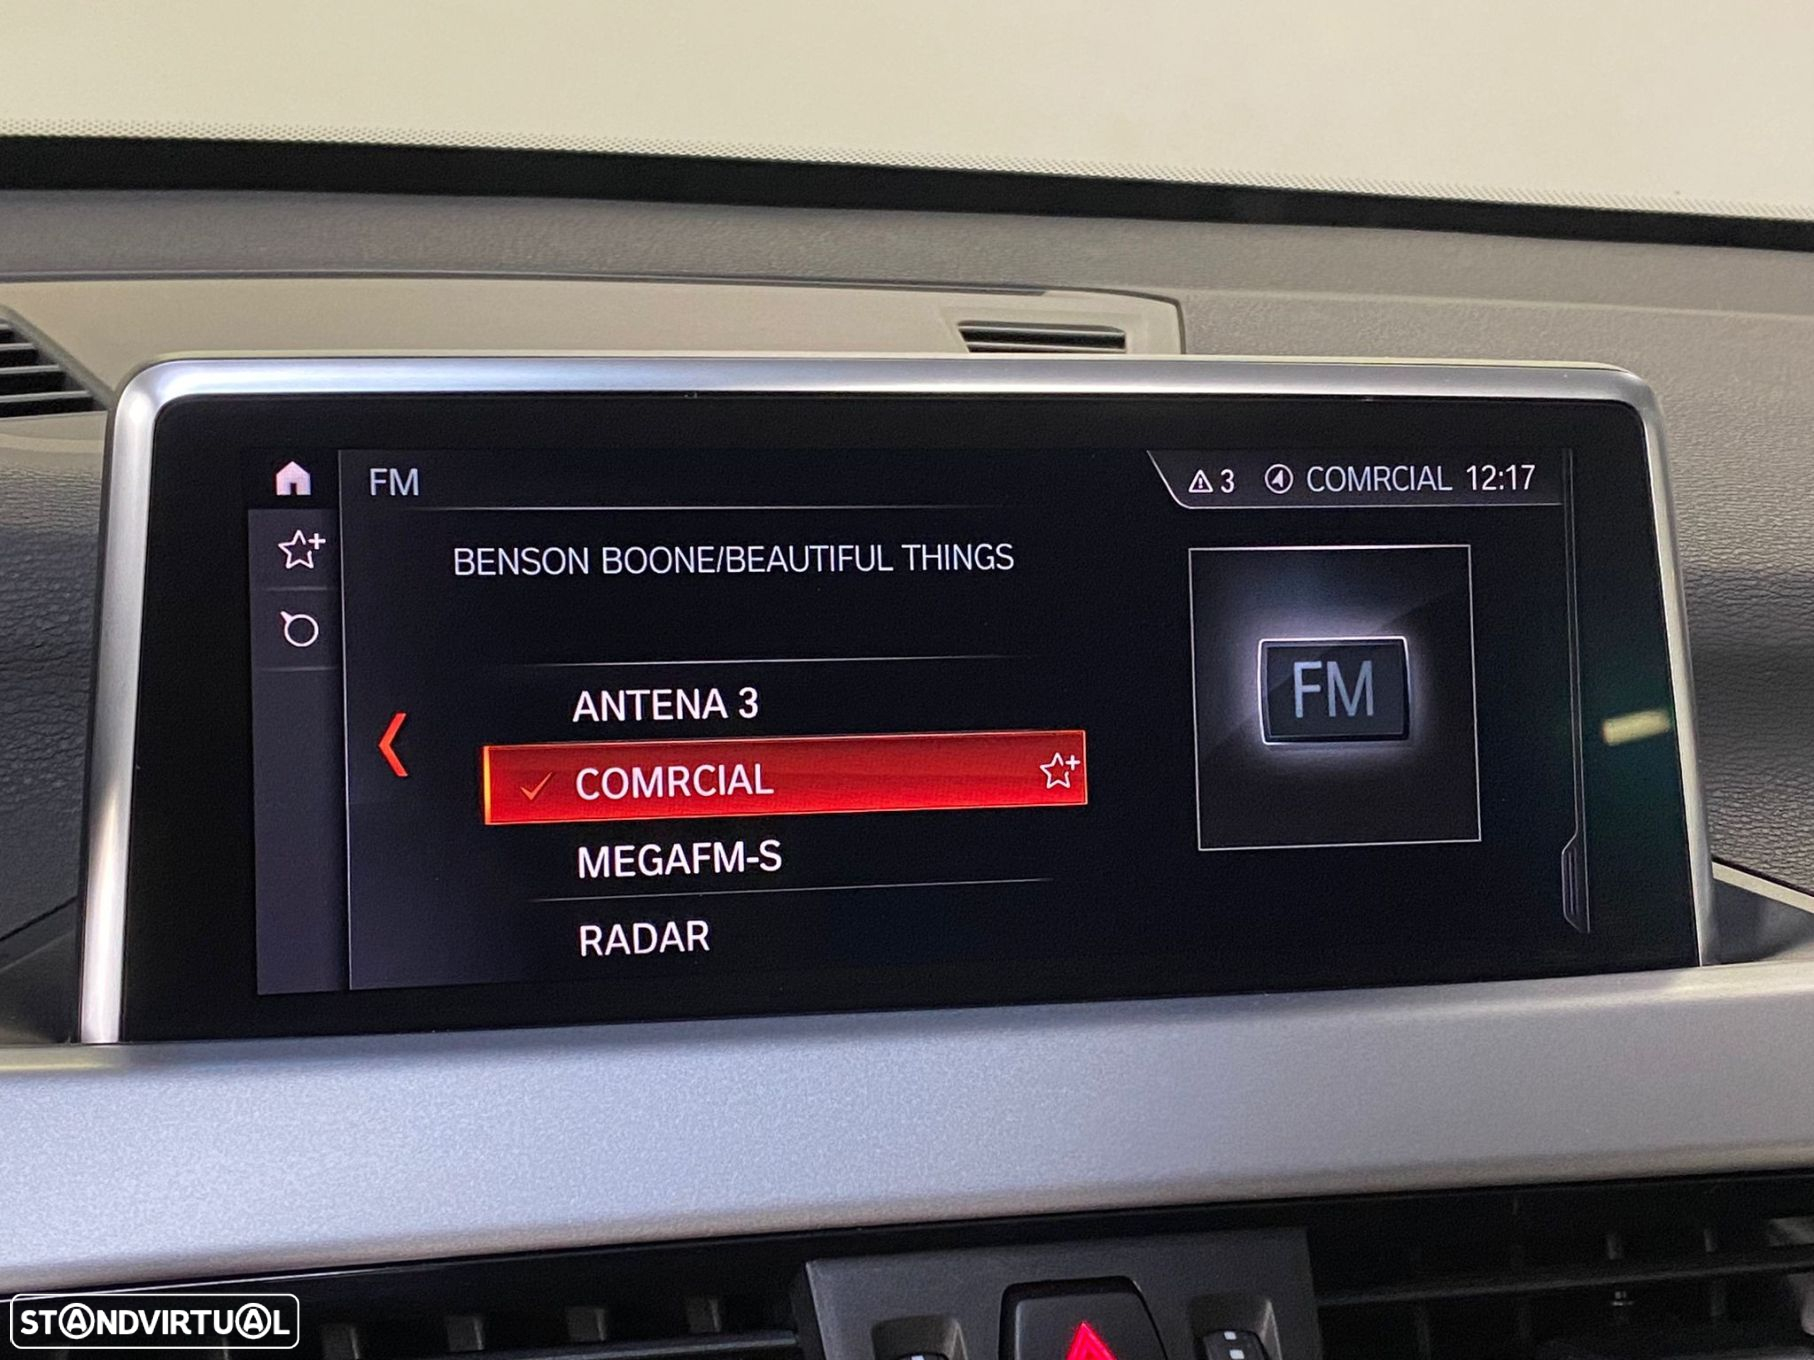 FM
3 COMRCIAL 12:17
BENSON BOONE/BEAUTIFUL THINGS
ANTENA 3
COMRCIAL
MEGAFM-S
RADAR
FM
STANDVIRTUAL